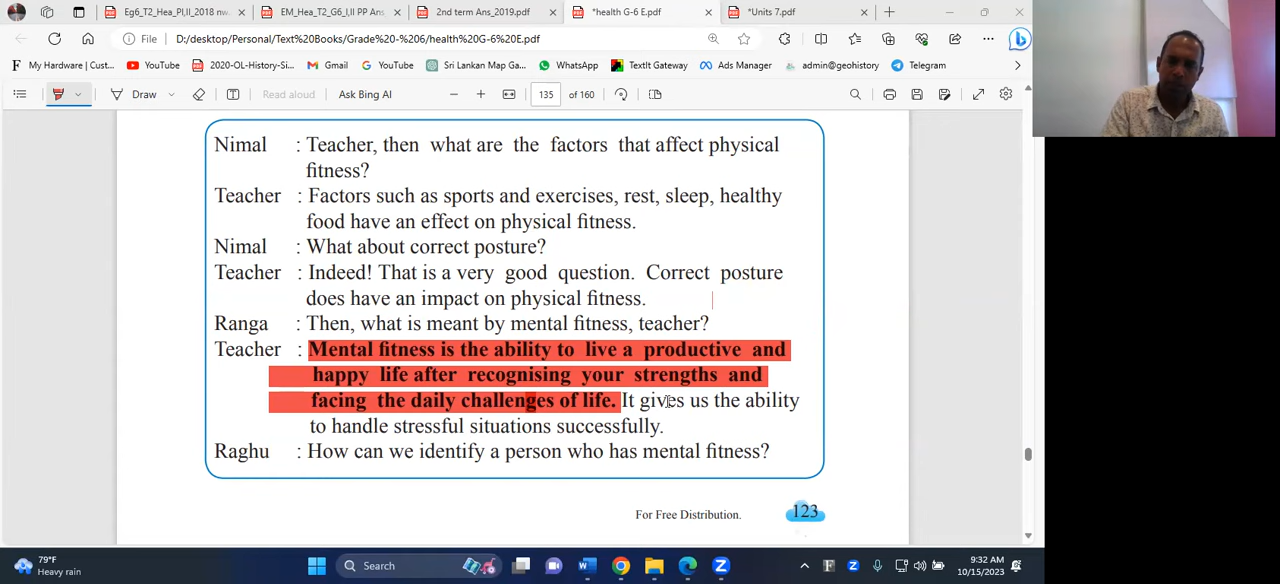 Eg6_T2_Hea_PI,II_2018 nw.
EM_Hea_T2_G6_I,II PP Ans
2nd term Ans_2019.pdf
*health G-6 E.pdf
*Units 7.pdf
File
D:/desktop/Personal/Text%20Books/Grade%20-%206/health%20G-6%20E.pdf
My Hardware | Cust...
YouTube
2020-OL-History-Si...
Gmail
YouTube
Sri Lankan Map Ga...
WhatsApp
TextIt Gateway
Ads Manager
admin@geohistory
Telegram
Draw
Read aloud
Ask Bing AI
135 of 160
Nimal : Teacher, then what are the factors that affect physical
fitness?
Teacher : Factors such as sports and exercises, rest, sleep, healthy
food have an effect on physical fitness.
Nimal : What about correct posture?
Teacher : Indeed! That is a very good question. Correct posture
does have an impact on physical fitness.
Ranga : Then, what is meant by mental fitness, teacher?
Teacher : Mental fitness is the ability to live a productive and
happy life after recognising your strengths and
facing the daily challenges of life. It gives us the ability
to handle stressful situations successfully.
Raghu : How can we identify a person who has mental fitness?
For Free Distribution.
123
79°F
Heavy rain
Search
9:32 AM
10/15/2023